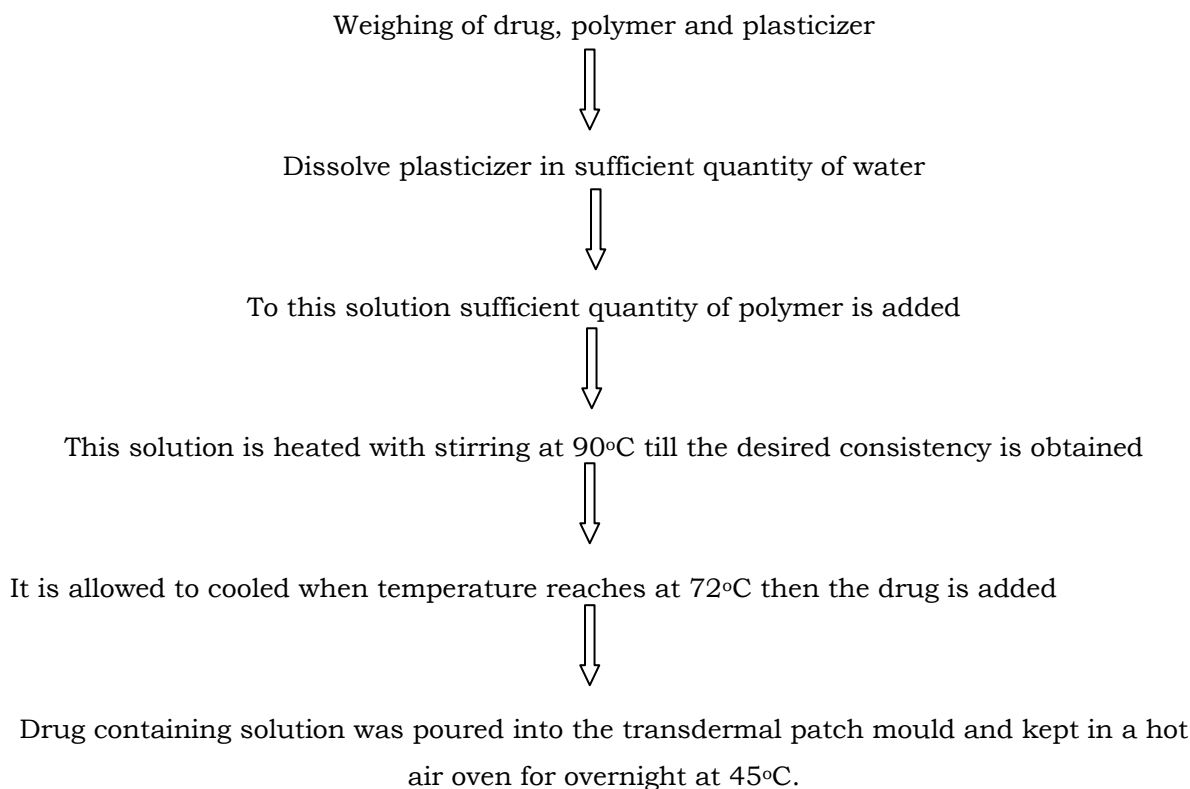 Weighing of drug, polymer and plasticizer
Dissolve plasticizer in sufficient quantity of water
To this solution sufficient quantity of polymer is added
This solution is heated with stirring at 90ºC till the desired consistency is obtained
It is allowed to cooled when temperature reaches at 72ºC then the drug is added
Drug containing solution was poured into the transdermal patch mould and kept in a hot
air oven for overnight at 45ºC.